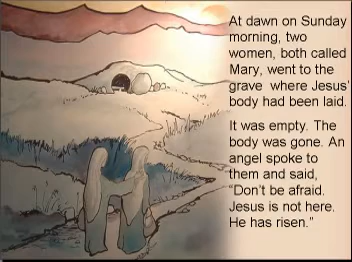 At dawn on Sunday
morning, two
women, both called
Mary, went to the
grave where Jesus'
body had been laid.
It was empty. The
body was gone. An
angel spoke to
them and said,
“Don't be afraid.
Jesus is not here.
He has risen.”